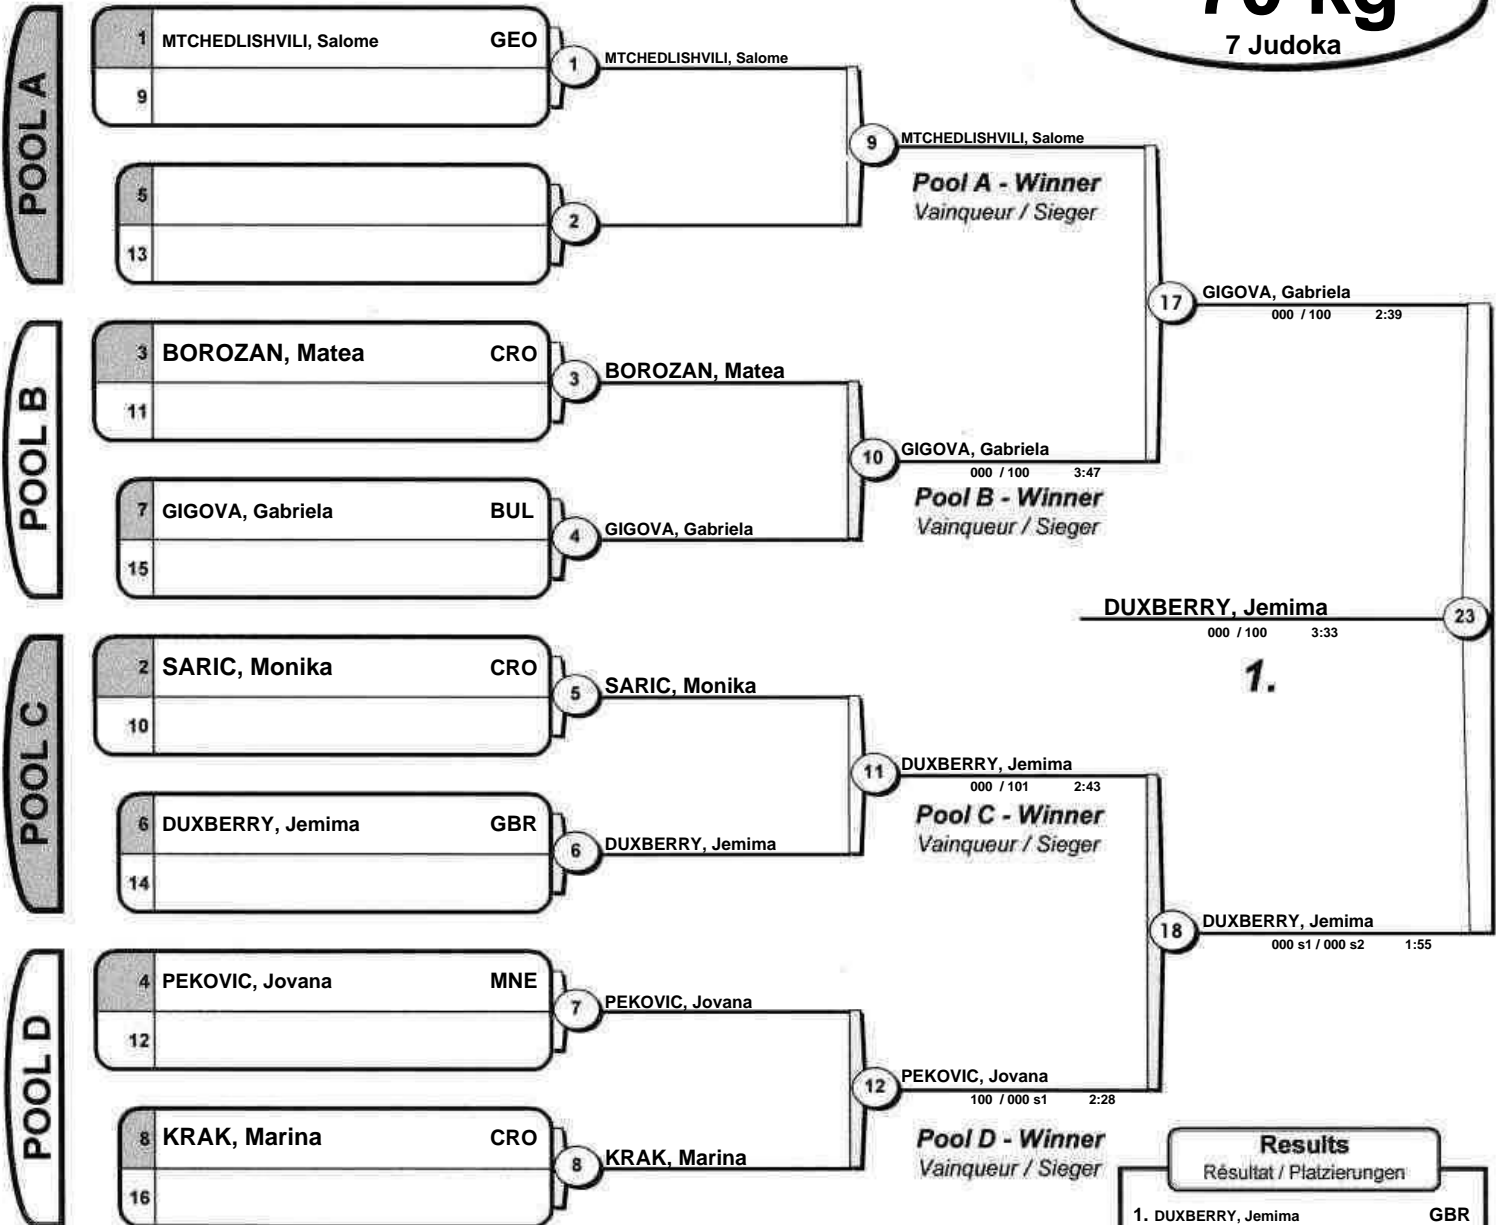 70 kg
7 Judoka
POOL A
1 MTCHEDLISHVILI, Salome GEO
9
1 MTCHEDLISHVILI, Salome
5
13
2
9 MTCHEDLISHVILI, Salome
Pool A - Winner
Vainqueur / Sieger
17 GIGOVA, Gabriela
000 / 100 2:39
POOL B
3 BOROZAN, Matea CRO
11
3 BOROZAN, Matea
7 GIGOVA, Gabriela BUL
15
4 GIGOVA, Gabriela
10 GIGOVA, Gabriela
000 / 100 3:47
Pool B - Winner
Vainqueur / Sieger
DUXBERRY, Jemima 23
000 / 100 3:33
1.
POOL C
2 SARIC, Monika CRO
10
5 SARIC, Monika
6 DUXBERRY, Jemima GBR
14
6 DUXBERRY, Jemima
11 DUXBERRY, Jemima
000 / 101 2:43
Pool C - Winner
Vainqueur / Sieger
18 DUXBERRY, Jemima
000 s1 / 000 s2 1:55
POOL D
4 PEKOVIC, Jovana MNE
12
7 PEKOVIC, Jovana
8 KRAK, Marina CRO
16
8 KRAK, Marina
12 PEKOVIC, Jovana
100 / 000 s1 2:28
Pool D - Winner
Vainqueur / Sieger
Results
Résultat / Platzierungen
1. DUXBERRY, Jemima GBR